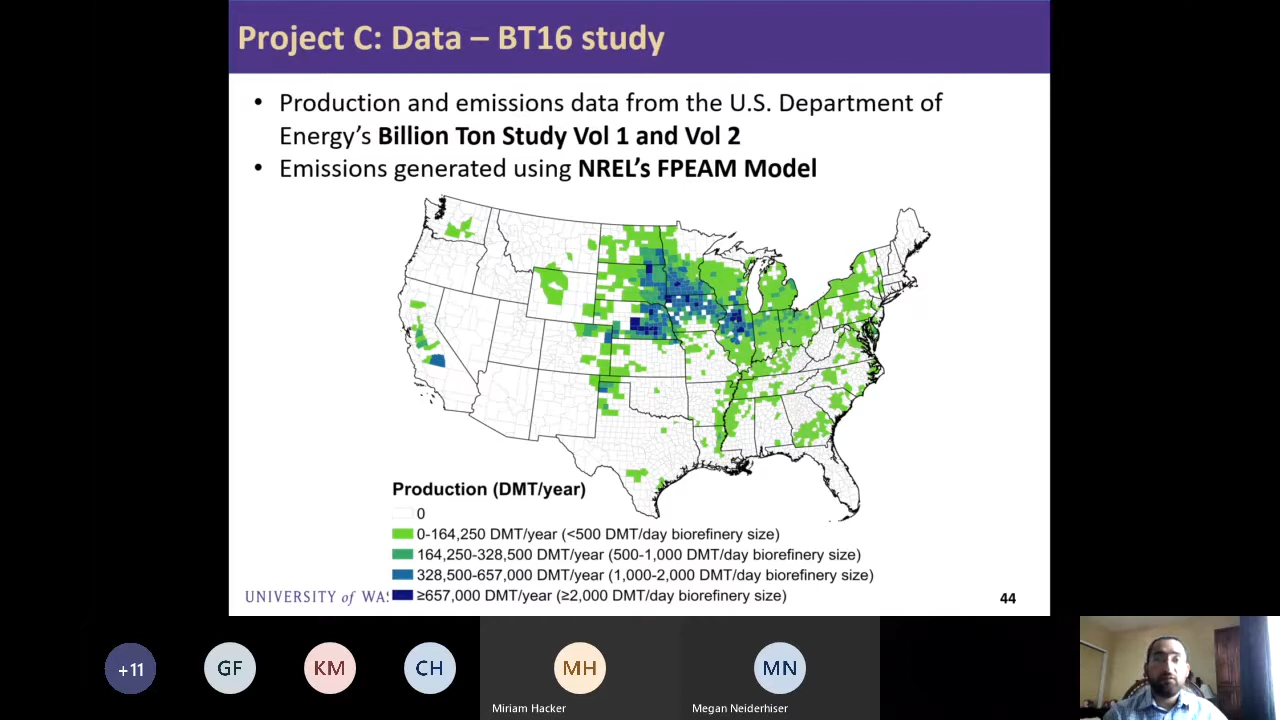 Project C: Data – BT16 study
• Production and emissions data from the U.S. Department of
Energy’s Billion Ton Study Vol 1 and Vol 2
• Emissions generated using NREL’s FPEAM Model
Production (DMT/year)
0
0-164,250 DMT/year (<500 DMT/day biorefinery size)
164,250-328,500 DMT/year (500-1,000 DMT/day biorefinery size)
328,500-657,000 DMT/year (1,000-2,000 DMT/day biorefinery size)
UNIVERSITY of WAS ≥657,000 DMT/year (≥2,000 DMT/day biorefinery size)
44
+11
GF
KM
CH
MH
MN
Miriam Hacker
Megan Neiderhiser